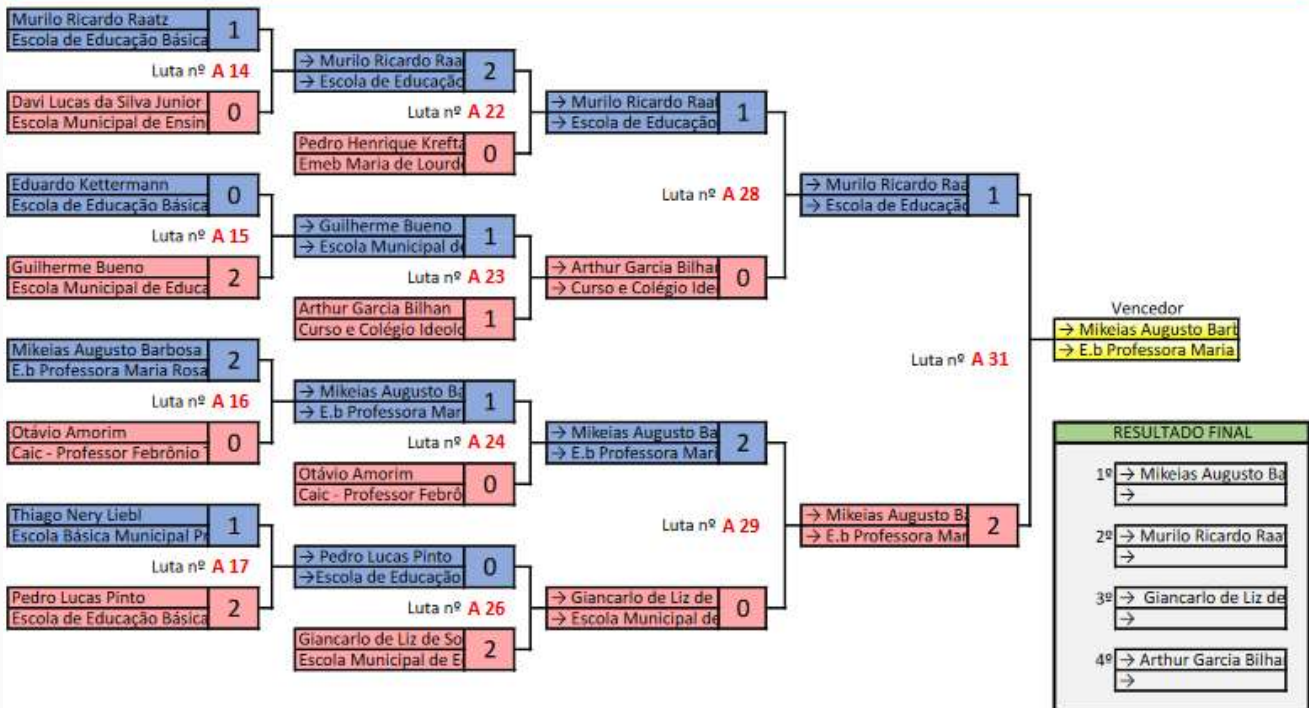 Murilo Ricardo Raatz 1
Escola de Educação Básica
Luta nº A 14
Davi Lucas da Silva Junior 0
Escola Municipal de Ensin
Eduardo Kettermann 0
Escola de Educação Básica
Luta nº A 15
Guilherme Bueno 2
Escola Municipal de Educa
Mikeias Augusto Barbosa 2
E.b Professora Maria Rosa
Luta nº A 16
Otávio Amorim 0
Caic - Professor Febrônio T
Thiago Nery Liebl 1
Escola Básica Municipal Pr
Luta nº A 17
Pedro Lucas Pinto 2
Escola de Educação Básica
→ Murilo Ricardo Raa 2
→ Escola de Educação
Luta nº A 22
Pedro Henrique Krefta 0
Emeb Maria de Lourde
→ Guilherme Bueno 1
→ Escola Municipal de
Luta nº A 23
Arthur Garcia Bilhan 1
Curso e Colégio Ideolo
→ Mikeias Augusto Ba 1
→ E.b Professora Mar
Luta nº A 24
Otávio Amorim 0
Caic - Professor Febrô
→ Pedro Lucas Pinto 0
→Escola de Educação
Luta nº A 26
Giancarlo de Liz de So 2
Escola Municipal de E
→ Murilo Ricardo Raat 1
→ Escola de Educação
Luta nº A 28
→ Arthur Garcia Bilhan 0
→ Curso e Colégio Ideo
→ Mikeias Augusto Ba 2
→ E.b Professora Mari
Luta nº A 29
→ Giancarlo de Liz de 0
→ Escola Municipal de
→ Murilo Ricardo Raa 1
→ Escola de Educação
Luta nº A 31
→ Mikeias Augusto Ba 2
→ E.b Professora Mar
Vencedor
→ Mikeias Augusto Barb
→ E.b Professora Maria
RESULTADO FINAL
1º → Mikeias Augusto Ba
→
2º → Murilo Ricardo Raat
→
3º → Giancarlo de Liz de
→
4º → Arthur Garcia Bilhan
→